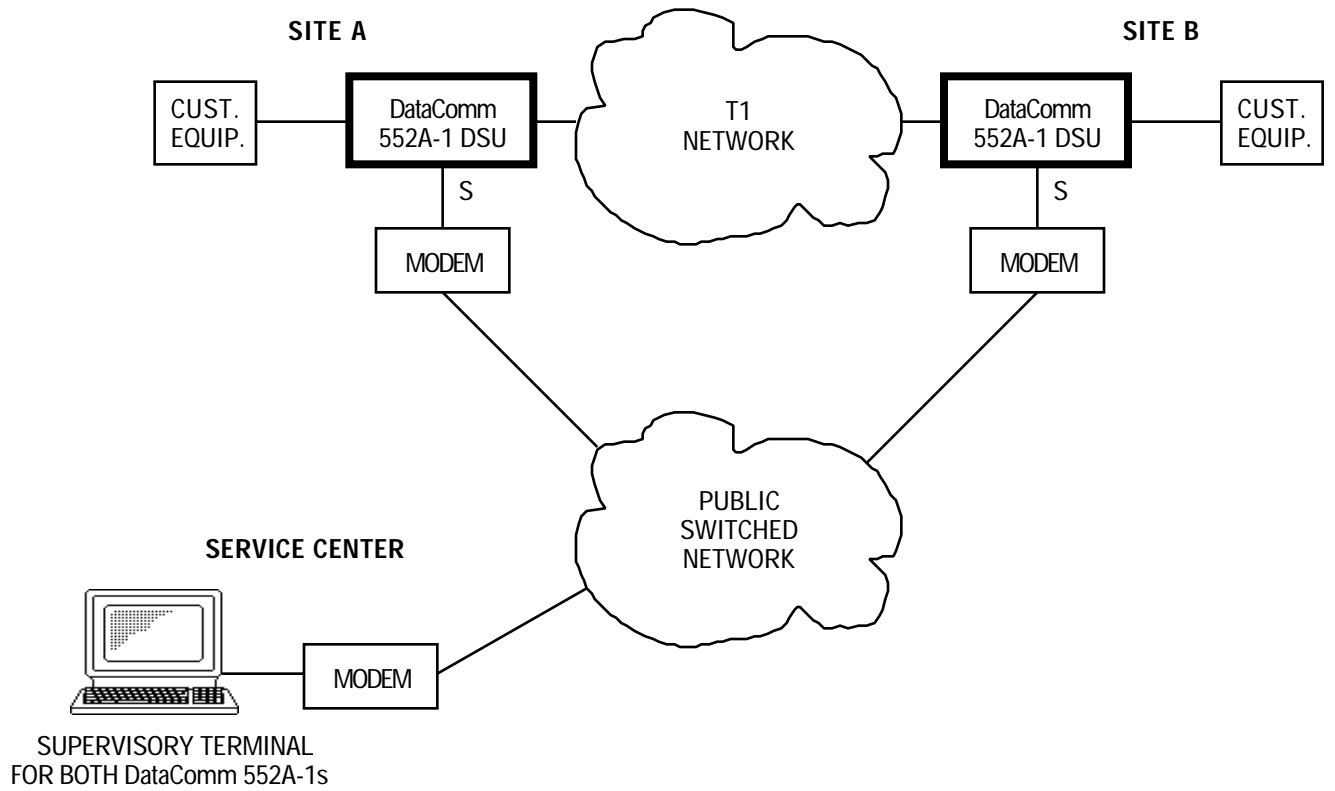 SITE A
SITE B
CUST.
EQUIP.
DataComm
552A-1 DSU
T1
NETWORK
DataComm
552A-1 DSU
CUST.
EQUIP.
S
S
MODEM
MODEM
PUBLIC
SWITCHED
NETWORK
SERVICE CENTER
MODEM
SUPERVISORY TERMINAL
FOR BOTH DataComm 552A-1s